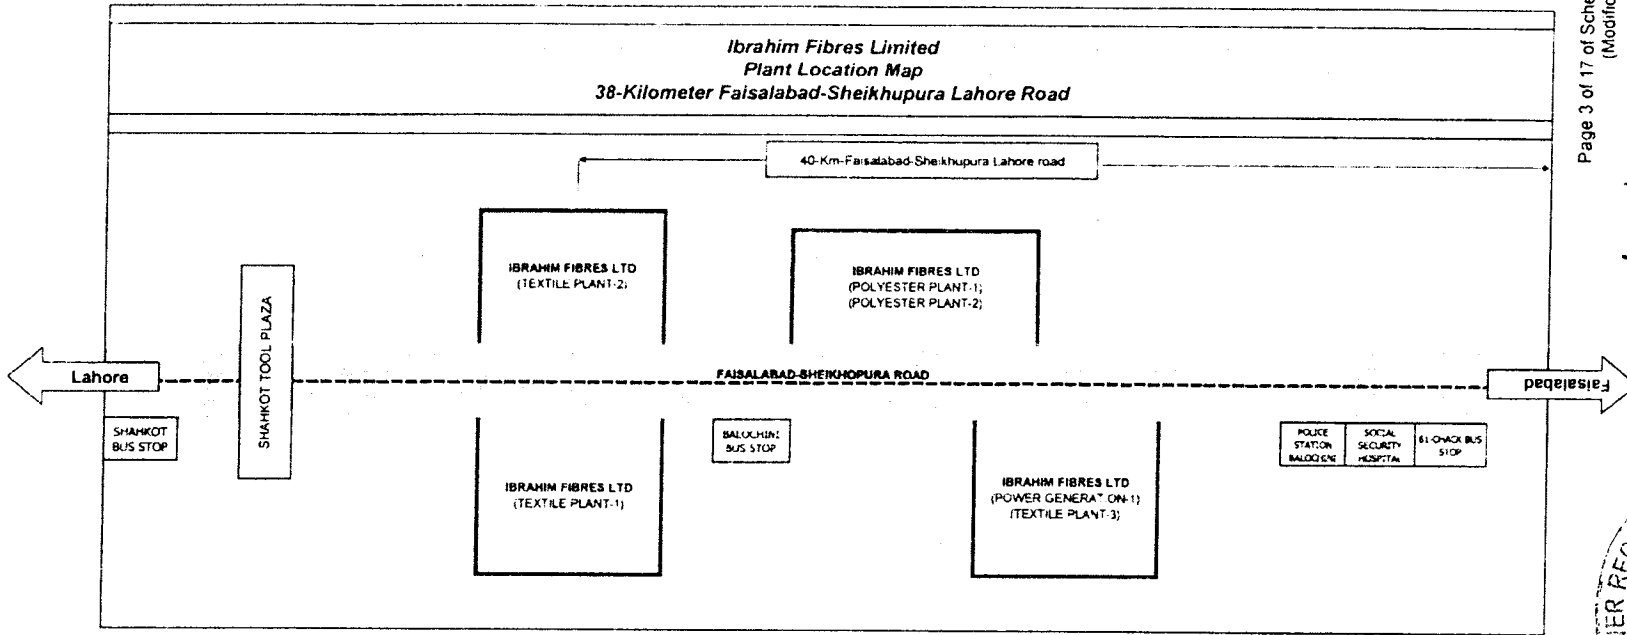 Ibrahim Fibres Limited
Plant Location Map
38-Kilometer Faisalabad-Sheikhupura Lahore Road
Page 3 of 17 of Sche
(Modific
40-Km-Faisalabad-Sheikhupura Lahore road
IBRAHIM FIBRES LTD
(TEXTILE PLANT-2)
IBRAHIM FIBRES LTD
(POLYESTER PLANT-1)
(POLYESTER PLANT-2)
SHAHKOT TOOL PLAZA
Lahore
FAISALABAD-SHEIKHOPURA ROAD
Faisalabad
SHAHKOT
BUS STOP
BALOCHINI
BUS STOP
POLICE
STATION
SOCIAL
SECURITY
HOSPITAL
61-CHACK BUS
STOP
IBRAHIM FIBRES LTD
(TEXTILE PLANT-1)
IBRAHIM FIBRES LTD
(POWER GENERATION-1)
(TEXTILE PLANT-3)